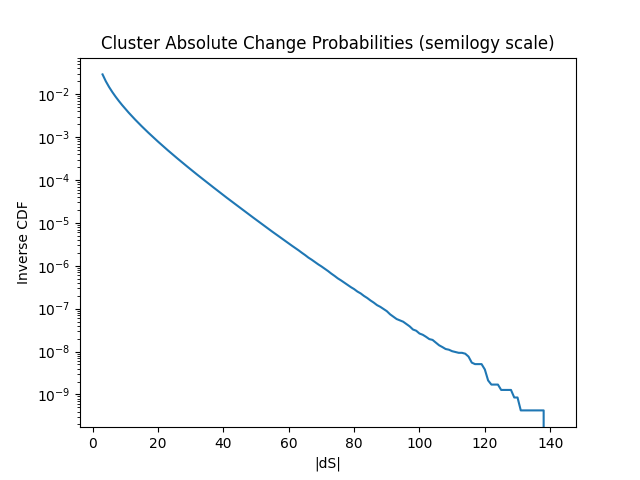 Cluster Absolute Change Probabilities (semilogy scale)
Inverse CDF
10⁻²
10⁻³
10⁻⁴
10⁻⁵
10⁻⁶
10⁻⁷
10⁻⁸
10⁻⁹
0 20 40 60 80 100 120 140
|dS|